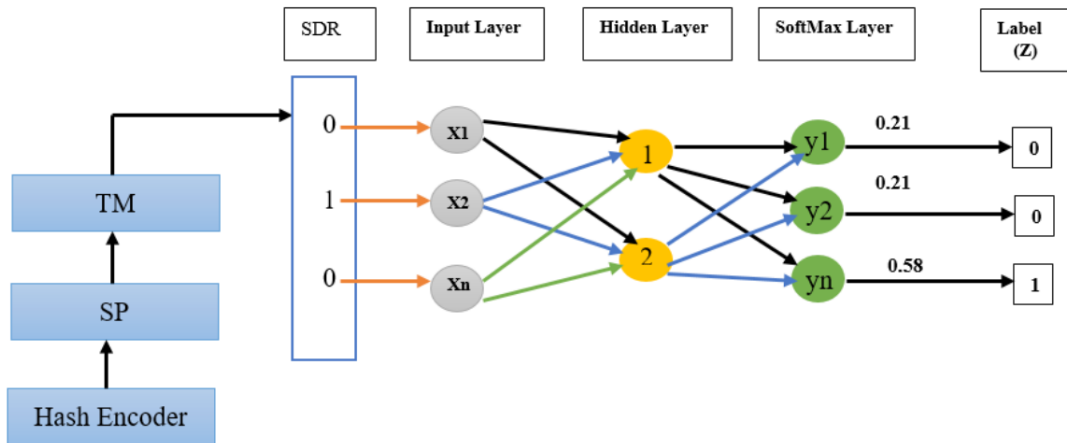 SDR
Input Layer
Hidden Layer
SoftMax Layer
Label
(Z)
0
X1
1
y1
0.21
0
TM
1
X2
y2
0.21
0
2
SP
0
Xn
yn
0.58
1
Hash Encoder